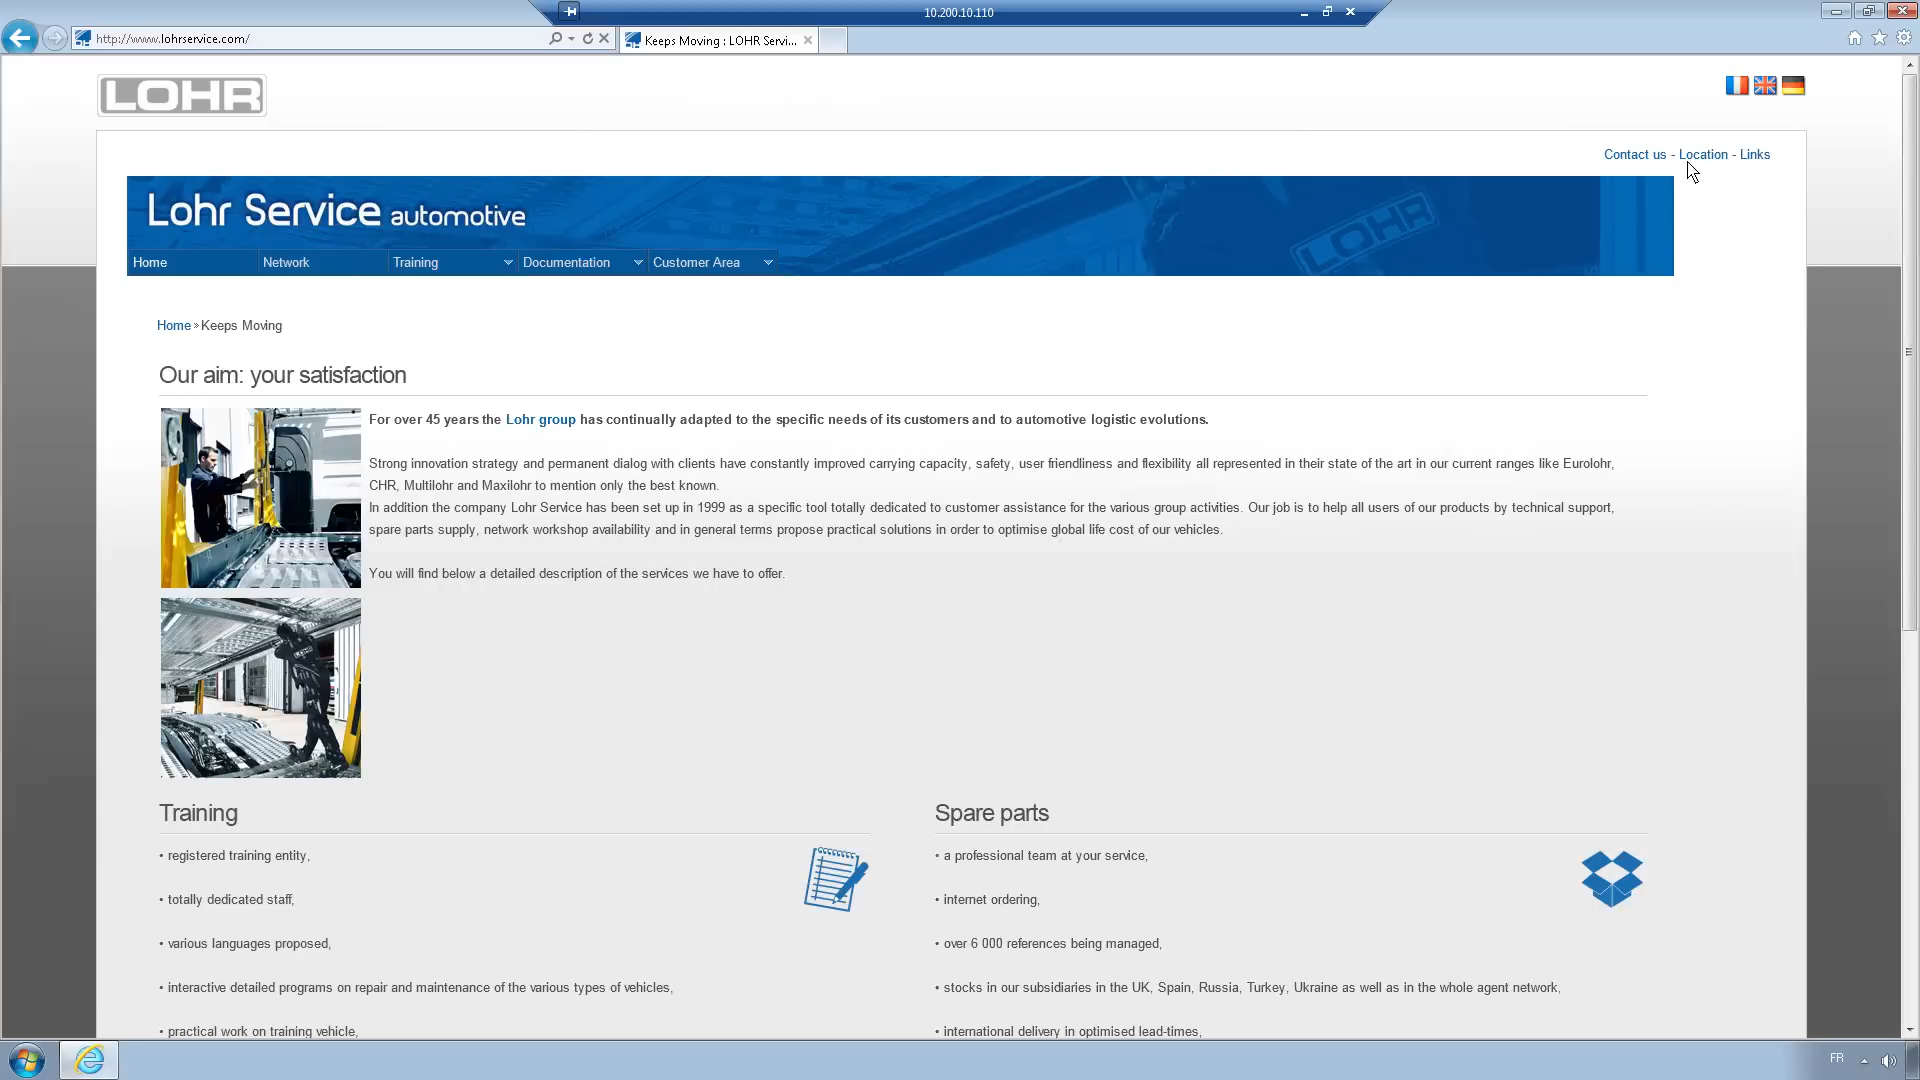 10.200.10.110
http://www.lohrservice.com/
Keeps Moving : LOHR Servi...
LOHR
Contact us - Location - Links
Lohr Service automotive
LOHR
Home Network Training Documentation Customer Area
Home » Keeps Moving
Our aim: your satisfaction
For over 45 years the Lohr group has continually adapted to the specific needs of its customers and to automotive logistic evolutions.
Strong innovation strategy and permanent dialog with clients have constantly improved carrying capacity, safety, user friendliness and flexibility all represented in their state of the art in our current ranges like Eurolohr,
CHR, Multilohr and Maxilohr to mention only the best known.
In addition the company Lohr Service has been set up in 1999 as a specific tool totally dedicated to customer assistance for the various group activities. Our job is to help all users of our products by technical support,
spare parts supply, network workshop availability and in general terms propose practical solutions in order to optimise global life cost of our vehicles.
You will find below a detailed description of the services we have to offer.
LOHR
Training
• registered training entity,
• totally dedicated staff,
• various languages proposed,
• interactive detailed programs on repair and maintenance of the various types of vehicles,
• practical work on training vehicle,
Spare parts
• a professional team at your service,
• internet ordering,
• over 6 000 references being managed,
• stocks in our subsidiaries in the UK, Spain, Russia, Turkey, Ukraine as well as in the whole agent network,
• international delivery in optimised lead-times,
FR